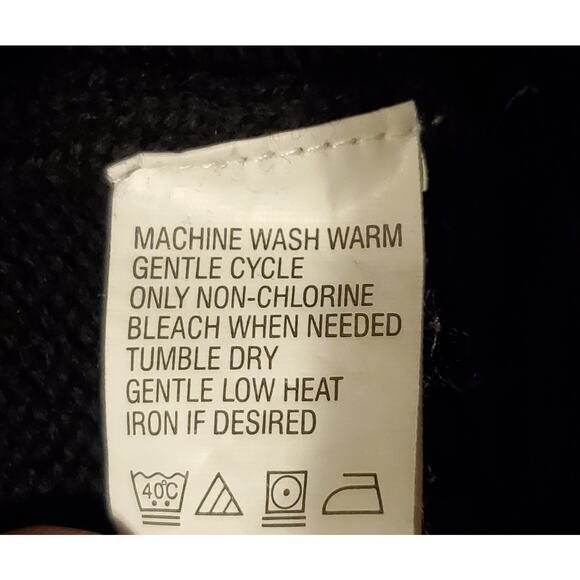 MACHINE WASH WARM
GENTLE CYCLE
ONLY NON-CHLORINE
BLEACH WHEN NEEDED
TUMBLE DRY
GENTLE LOW HEAT
IRON IF DESIRED
40°C